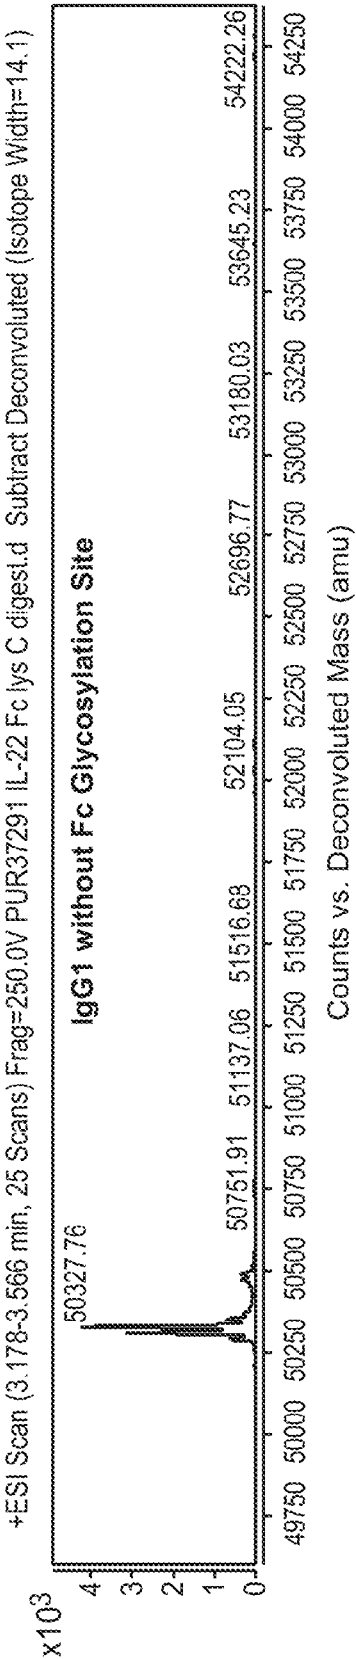 +ESI Scan (3.178-3.566 min, 25 Scans) Frag=250.0V PUR37291 IL-22 Fc lys C digest.d Subtract Deconvoluted (Isotope Width=14.1)
x10³
IgG1 without Fc Glycosylation Site
50327.76
50751.91 51137.06 51516.68 52104.05 52696.77 53180.03 53645.23 54222.26
4
3
2
1
0
49750 50000 50250 50500 50750 51000 51250 51500 51750 52000 52250 52500 52750 53000 53250 53500 53750 54000 54250
Counts vs. Deconvoluted Mass (amu)